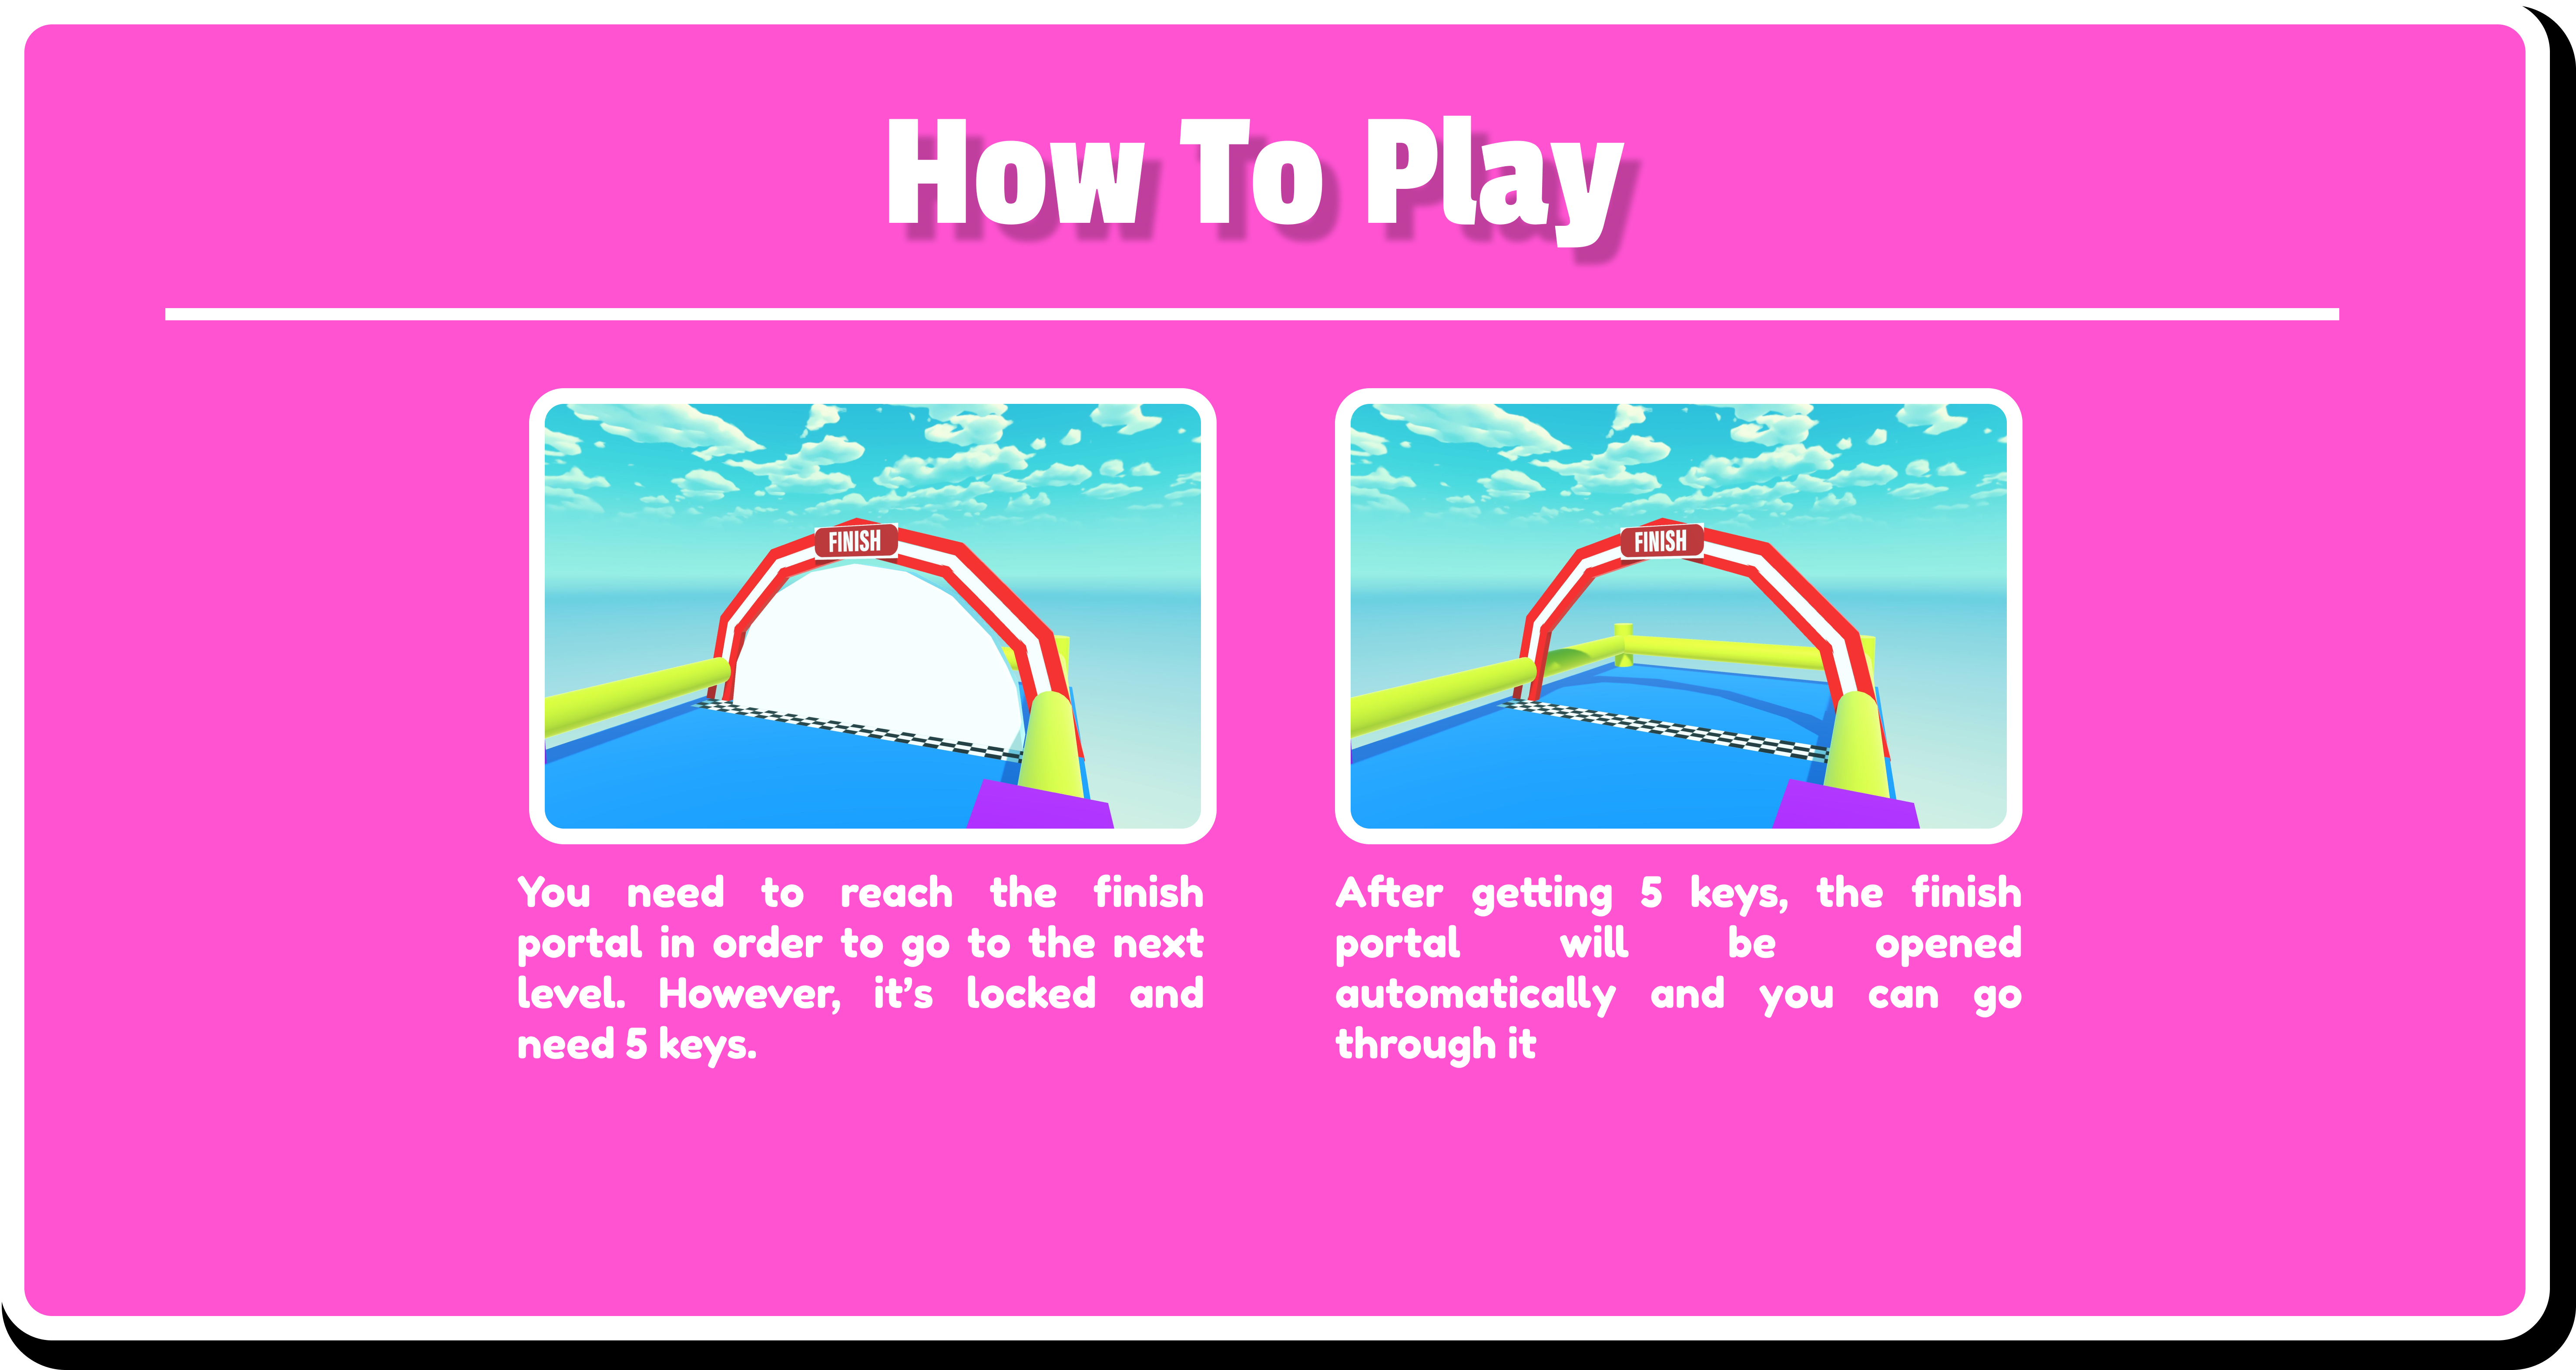 How To Play
FINISH
FINISH
You need to reach the finish
portal in order to go to the next
level. However, it’s locked and
need 5 keys.
After getting 5 keys, the finish
portal will be opened
automatically and you can go
through it